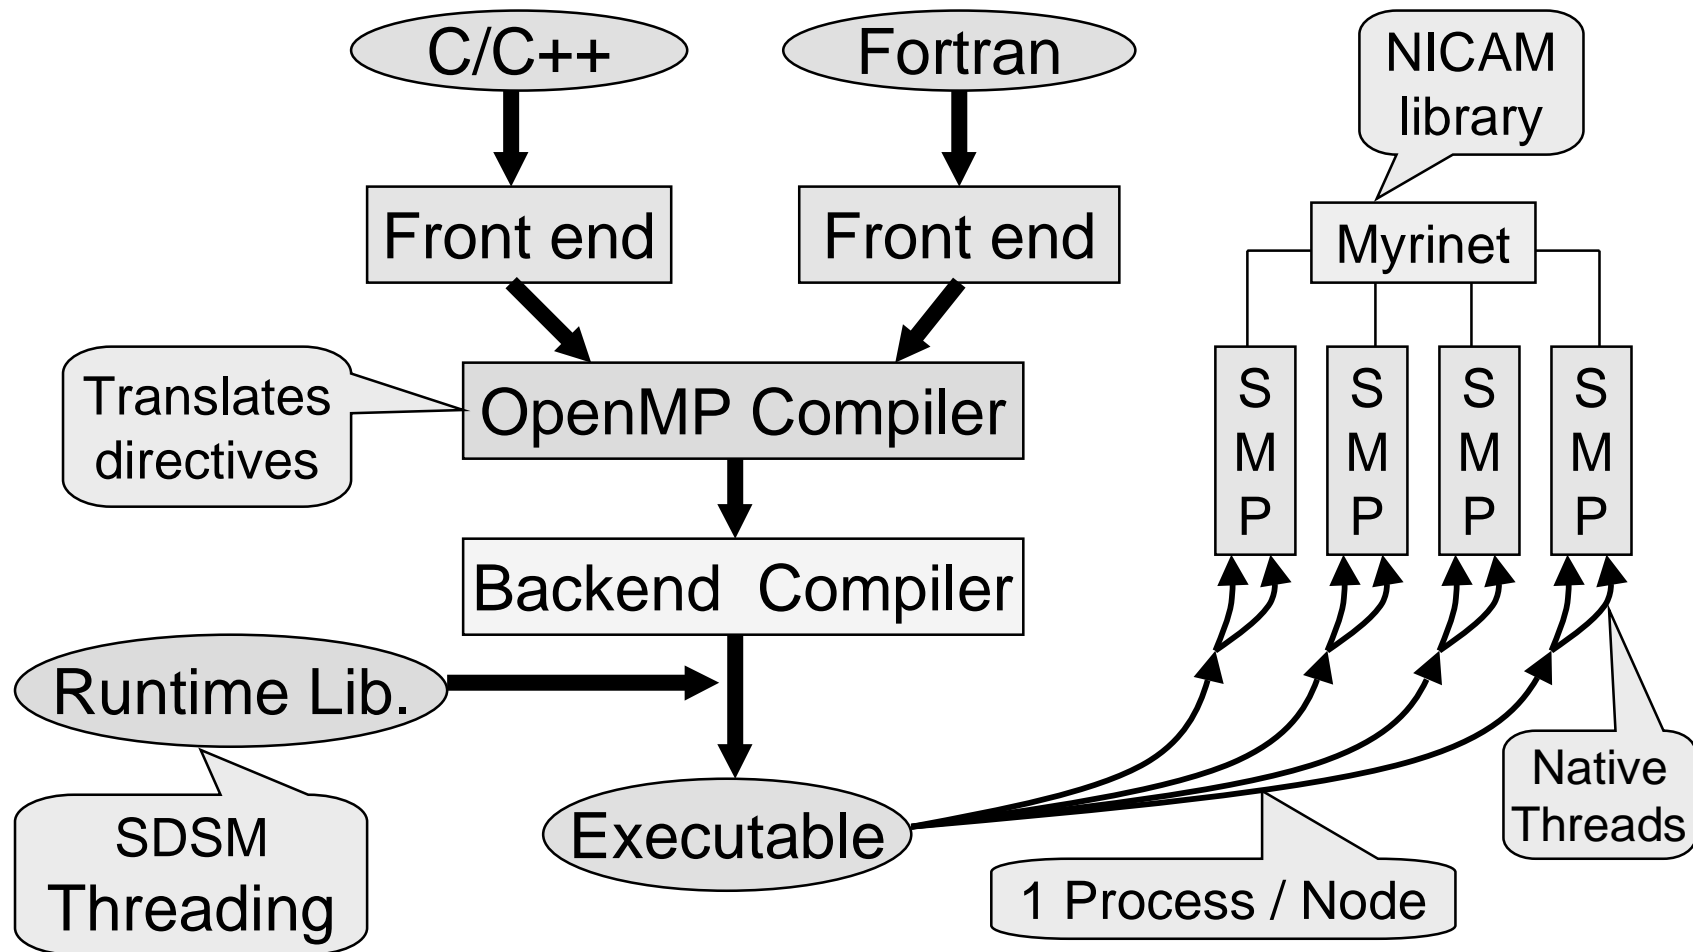 C/C++
Fortran
NICAM
library
Front end
Front end
Myrinet
Translates
directives
OpenMP Compiler
S
M
P
S
M
P
S
M
P
S
M
P
Backend Compiler
Runtime Lib.
SDSM
Threading
Executable
1 Process / Node
Native
Threads